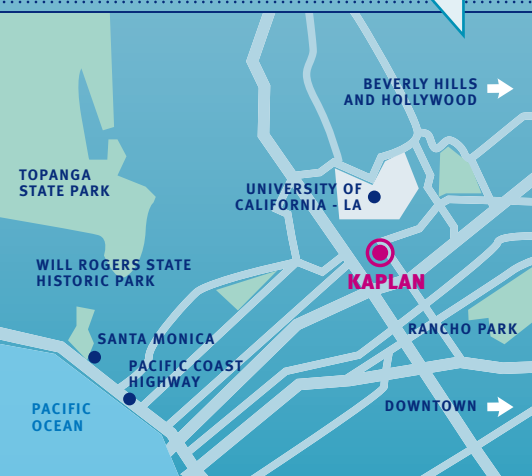 BEVERLY HILLS
AND HOLLYWOOD
TOPANGA
STATE PARK
UNIVERSITY OF
CALIFORNIA - LA
WILL ROGERS STATE
HISTORIC PARK
KAPLAN
RANCHO PARK
SANTA MONICA
PACIFIC COAST
HIGHWAY
PACIFIC
OCEAN
DOWNTOWN